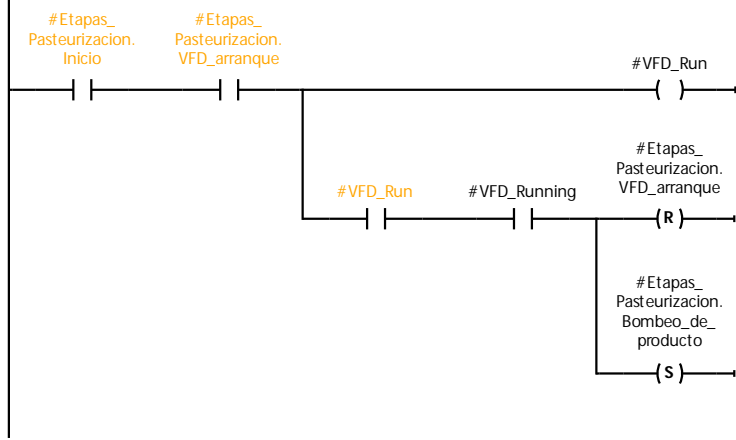 #Etapas_
Pasteurizacion.
Inicio
#Etapas_
Pasteurizacion.
VFD_arranque
#VFD_Run
#VFD_Run
#VFD_Running
#Etapas_
Pasteurizacion.
VFD_arranque
R
#Etapas_
Pasteurizacion.
Bombeo_de_
producto
S